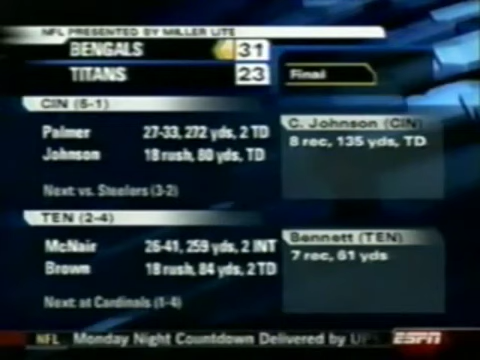 NFL PRESENTED BY MILLER LITE
BENGALS 31
TITANS 23
Final
CIN (5-1)
Palmer 27-33, 272 yds, 2 TD
Johnson 18 rush, 80 yds, TD
Next vs. Steelers (3-2)
C. Johnson (CIN)
8 rec, 135 yds, TD
TEN (2-4)
McNair 26-41, 259 yds, 2 INT
Brown 18 rush, 84 yds, 2 TD
Next at Cardinals (1-4)
Bennett (TEN)
7 rec, 61 yds
NFL Monday Night Countdown Delivered by UPS ESPN